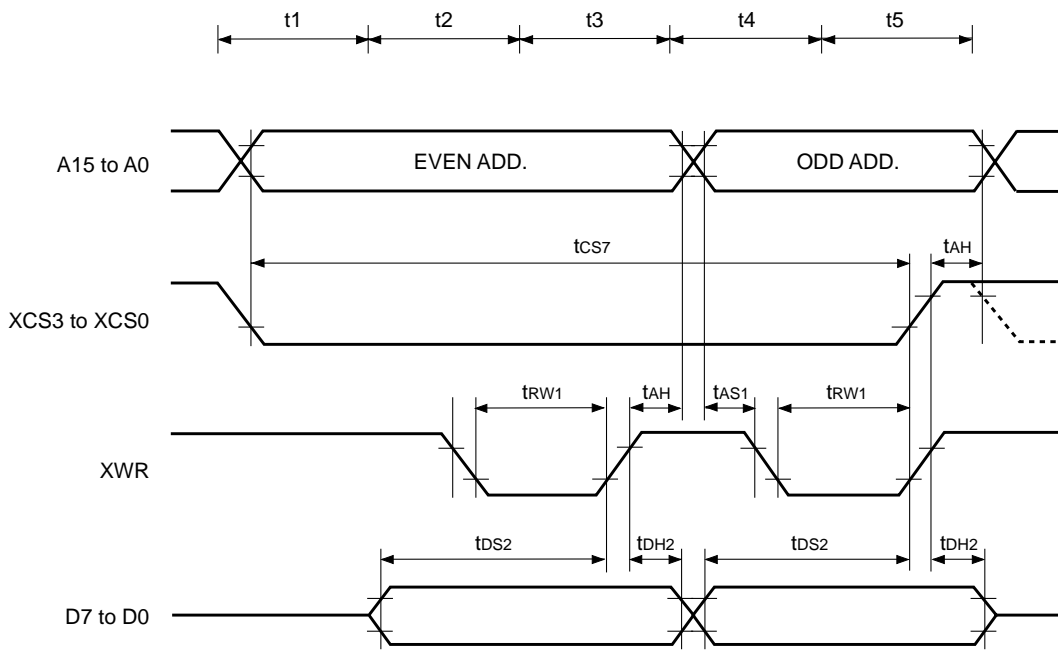 t1 t2 t3 t4 t5
A15 to A0 EVEN ADD. ODD ADD.
tCS7 tAH
XCS3 to XCS0
tRW1 tAH tAS1 tRW1
XWR
tDS2 tDH2 tDS2 tDH2
D7 to D0